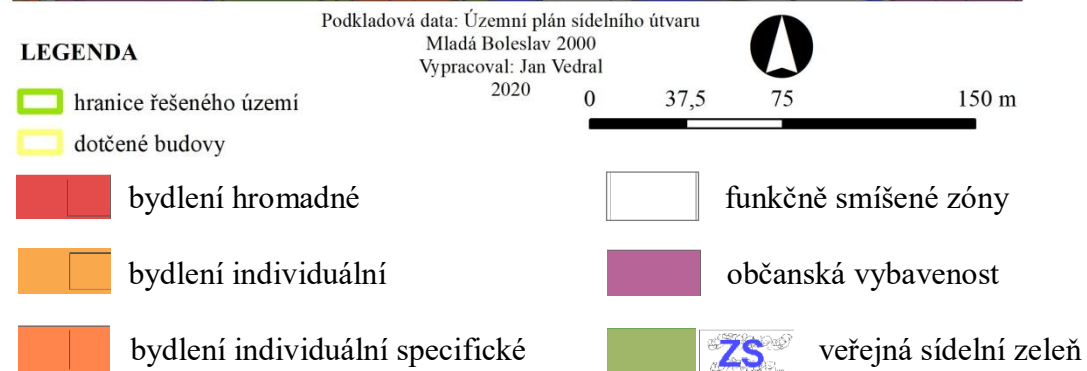 Podkladová data: Územní plán sídelního útvaru
Mladá Boleslav 2000
Vypracoval: Jan Vedral
2020
LEGENDA
hranice řešeného území
dotčené budovy
0 37,5 75 150 m
bydlení hromadné
bydlení individuální
bydlení individuální specifické
funkčně smíšené zóny
občanská vybavenost
ZS veřejná sídelní zeleň